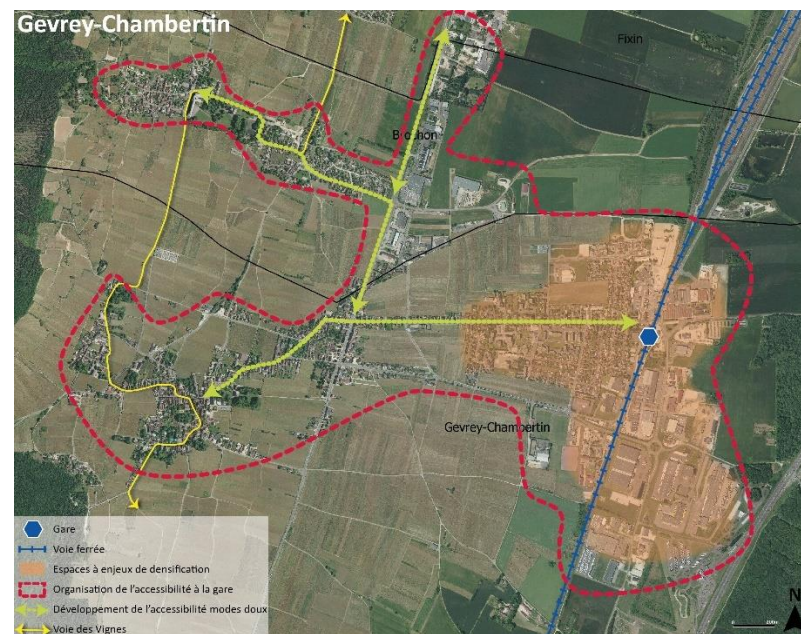 Gevrey-Chambertin
Fixin
Brochon
Gevrey-Chambertin
Gare
Voie ferrée
Espaces à enjeux de densification
Organisation de l'accessibilité à la gare
Développement de l'accessibilité modes doux
Voie des Vignes
N